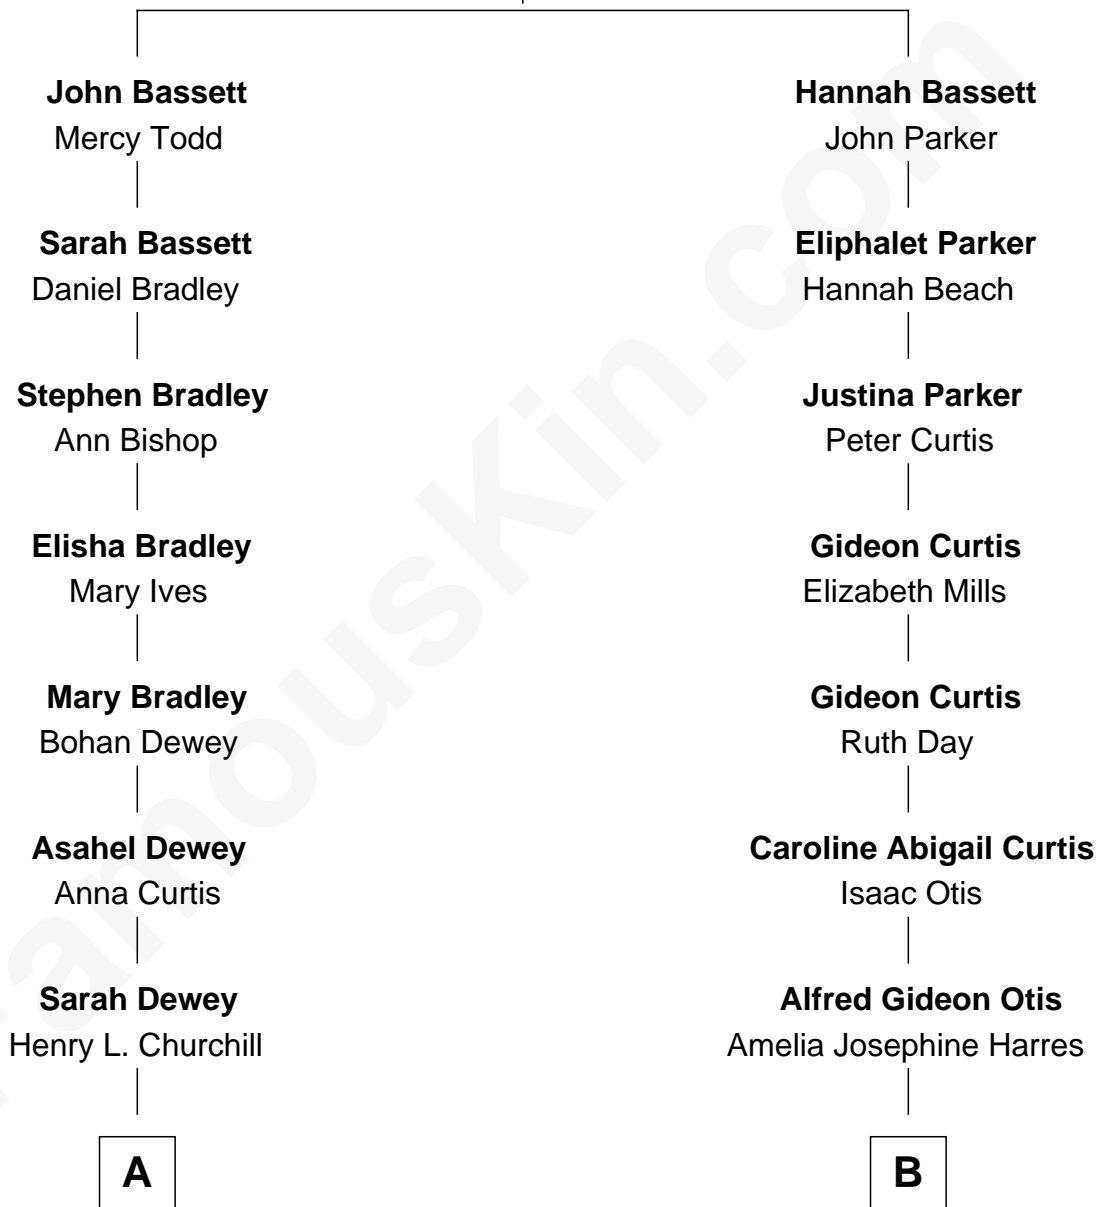 John Bassett
Mercy Todd
Sarah Bassett
Daniel Bradley
Stephen Bradley
Ann Bishop
Elisha Bradley
Mary Ives
Mary Bradley
Bohan Dewey
Asahel Dewey
Anna Curtis
Sarah Dewey
Henry L. Churchill
A
Hannah Bassett
John Parker
Eliphalet Parker
Hannah Beach
Justina Parker
Peter Curtis
Gideon Curtis
Elizabeth Mills
Gideon Curtis
Ruth Day
Caroline Abigail Curtis
Isaac Otis
Alfred Gideon Otis
Amelia Josephine Harres
B
FamousKin.com